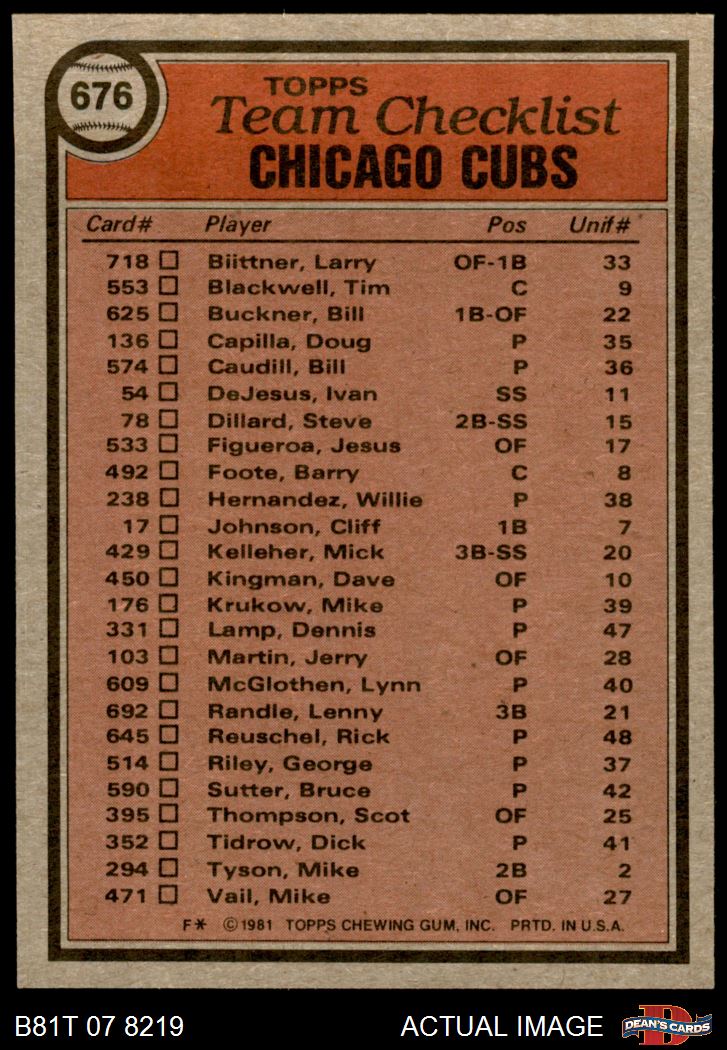 676
TOPPS
Team Checklist
CHICAGO CUBS
Card# Player Pos Unif#
718 Biittner, Larry OF-1B 33
553 Blackwell, Tim C 9
625 Buckner, Bill 1B-OF 22
136 Capilla, Doug P 35
574 Caudill, Bill P 36
54 DeJesus, Ivan SS 11
78 Dillard, Steve 2B-SS 15
533 Figueroa, Jesus OF 17
492 Foote, Barry C 8
238 Hernandez, Willie P 38
17 Johnson, Cliff 1B 7
429 Kelleher, Mick 3B-SS 20
450 Kingman, Dave OF 10
176 Krukow, Mike P 39
331 Lamp, Dennis P 47
103 Martin, Jerry OF 28
609 McGlothen, Lynn P 40
692 Randle, Lenny 3B 21
645 Reuschel, Rick P 48
514 Riley, George P 37
590 Sutter, Bruce P 42
395 Thompson, Scot OF 25
352 Tidrow, Dick P 41
294 Tyson, Mike 2B 2
471 Vail, Mike OF 27
F* ©1981 TOPPS CHEWING GUM, INC. PRTD. IN U.S.A.
B81T 07 8219 ACTUAL IMAGE DEAN'S CARDS